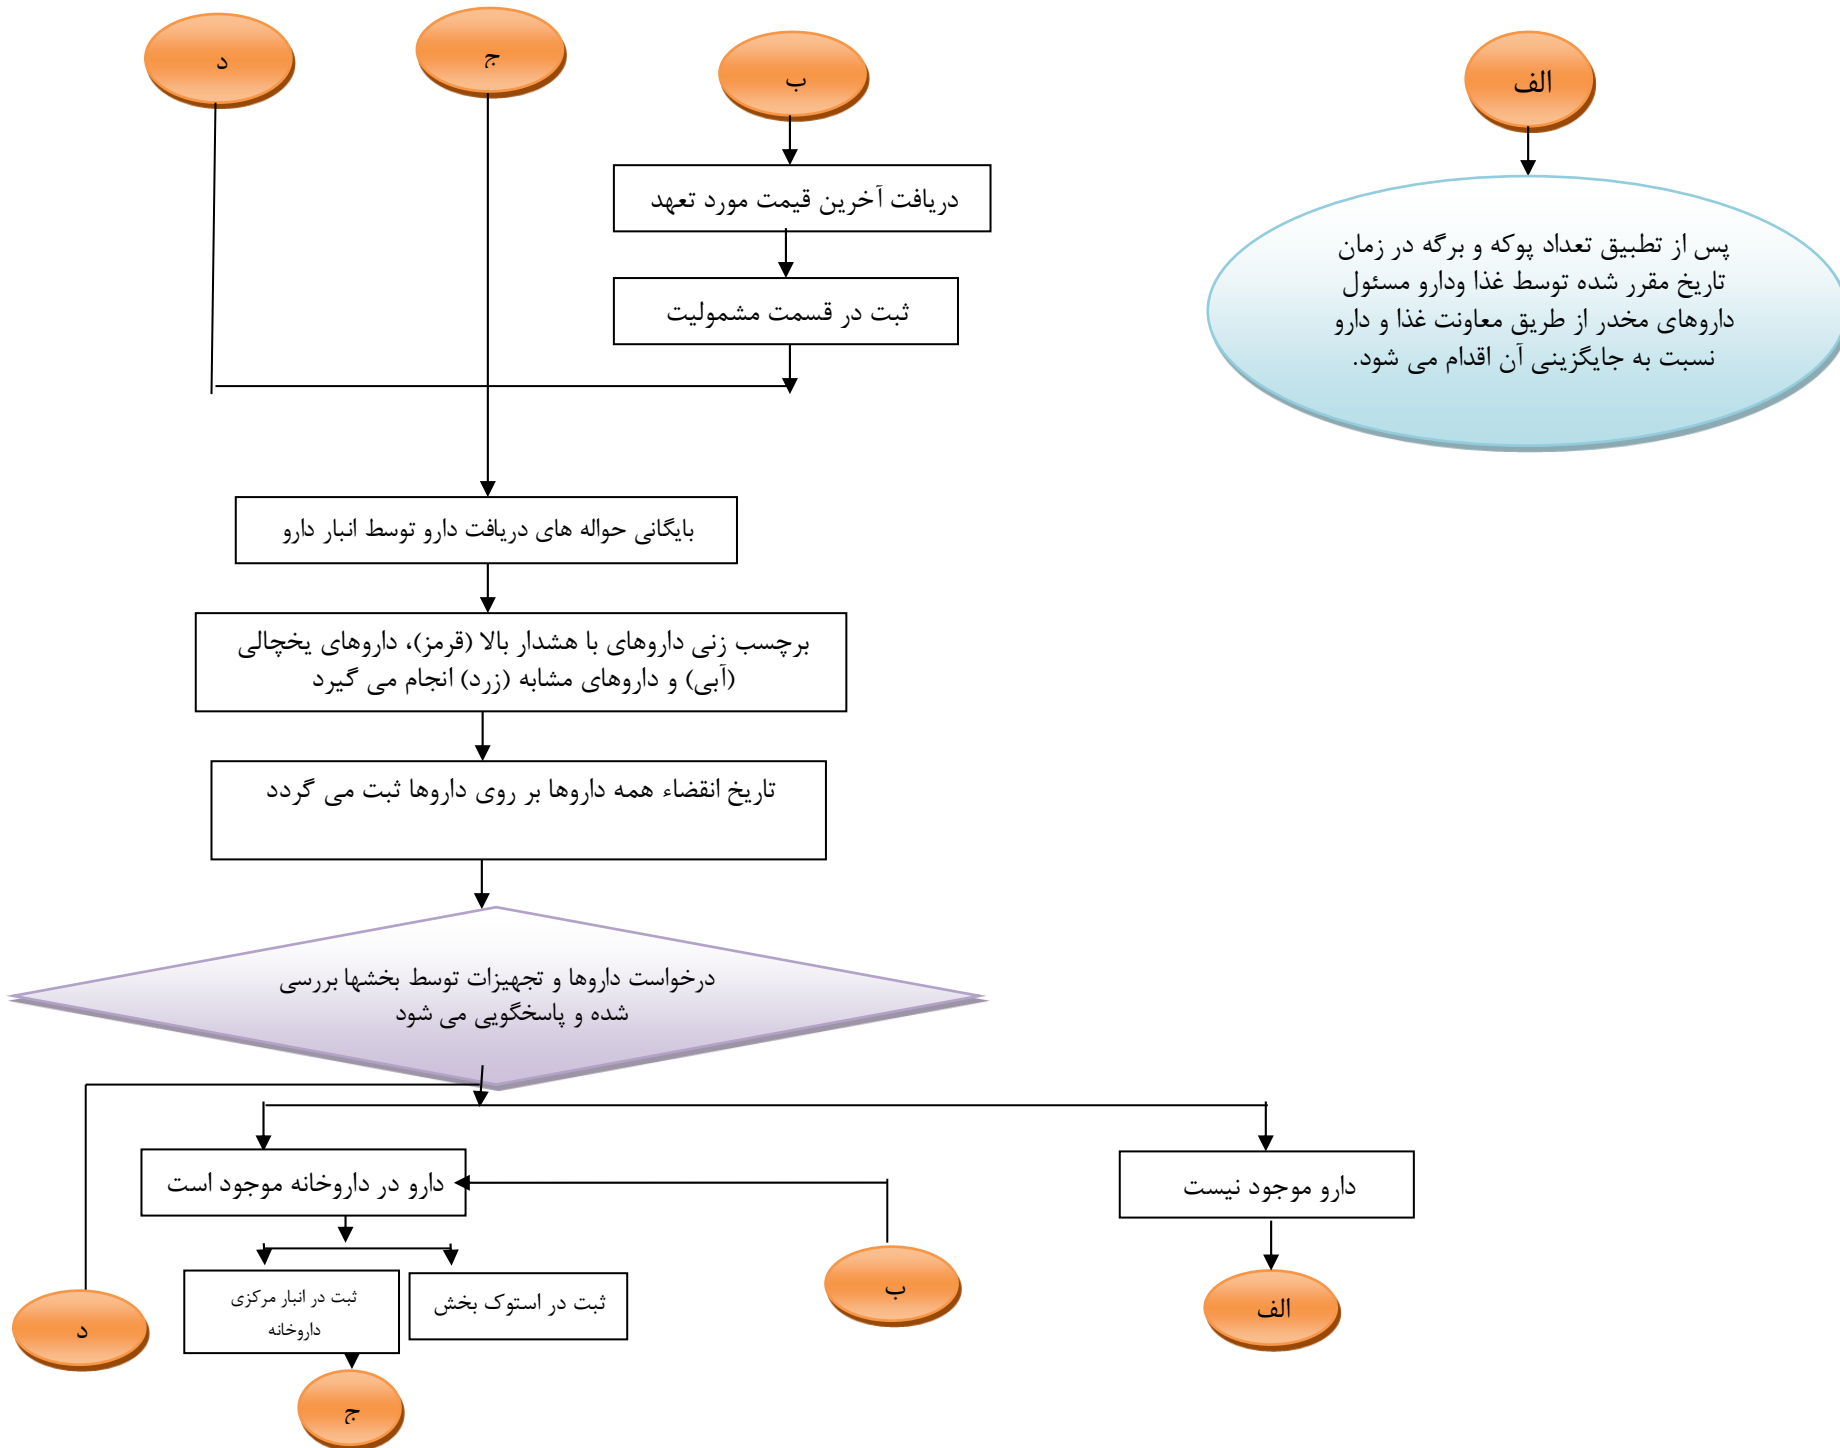 الف
ب
ج
د
دریافت آخرین قیمت مورد تعهد
ثبت در قسمت مشمولیت
پس از تطبیق تعداد پوکه و برگه در زمان
تاریخ مقرر شده توسط غذا ودارو مسئول
داروهای مخدر از طریق معاونت غذا و دارو
نسبت به جایگزینی آن اقدام می شود.
بایگانی حواله های دریافت دارو توسط انبار دارو
برچسب زنی داروهای با هشدار بالا (قرمز)، داروهای یخچالی
(آبی) و داروهای مشابه (زرد) انجام می گیرد
تاریخ انقضاء همه داروها بر روی داروها ثبت می گردد
درخواست داروها و تجهیزات توسط بخشها بررسی
شده و پاسخگویی می شود
دارو موجود نیست
دارو در داروخانه موجود است
الف
ب
ثبت در استوک بخش
ثبت در انبار مرکزی
داروخانه
د
ج